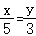 x/5 = y/3